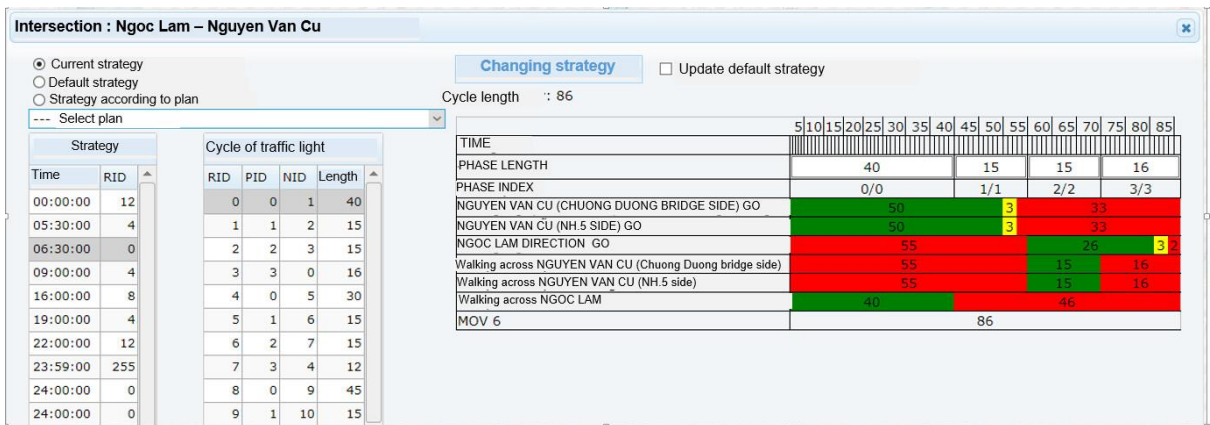 Intersection : Ngoc Lam – Nguyen Van Cu
Current strategy
Default strategy
Strategy according to plan
--- Select plan
Changing strategy
Update default strategy
Cycle length : 86
Strategy
Time RID
00:00:00 12
05:30:00 4
06:30:00 0
09:00:00 4
16:00:00 8
19:00:00 4
22:00:00 12
23:59:00 255
24:00:00 0
24:00:00 0
Cycle of traffic light
RID PID NID Length
0 0 1 40
1 1 2 15
2 2 3 15
3 3 0 16
4 0 5 30
5 1 6 15
6 2 7 15
7 3 4 12
8 0 9 45
9 1 10 15
5 10 15 20 25 30 35 40 45 50 55 60 65 70 75 80 85
TIME
PHASE LENGTH 40 15 15 16
PHASE INDEX 0/0 1/1 2/2 3/3
NGUYEN VAN CU (CHUONG DUONG BRIDGE SIDE) GO 50 3 33
NGUYEN VAN CU (NH.5 SIDE) GO 50 3 33
NGOC LAM DIRECTION GO 55 26 3 2
Walking across NGUYEN VAN CU (Chuong Duong bridge side) 55 15 16
Walking across NGUYEN VAN CU (NH.5 side) 55 15 16
Walking across NGOC LAM 40 46
MOV 6 86